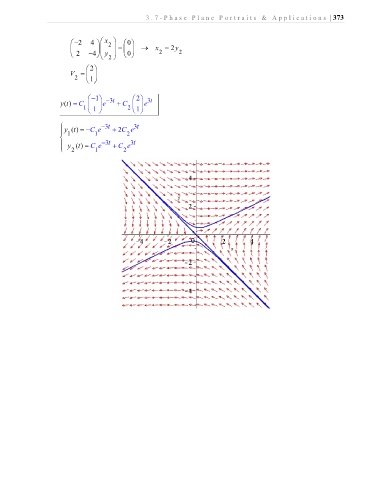 3.7-Phase Plane Portraits & Applications | 373
(−2 4; 2 −4)(x₂; y₂) = (0; 0) → x₂ = 2y₂
V₂ = (2; 1)
y(t) = C₁(−1; 1)e^(−3t) + C₂(2; 1)e^(3t)
{ y₁(t) = −C₁e^(−3t) + 2C₂e^(3t)
y₂(t) = C₁e^(−3t) + C₂e^(3t)
4
2
-4 -2 0 2 4
-2
-4